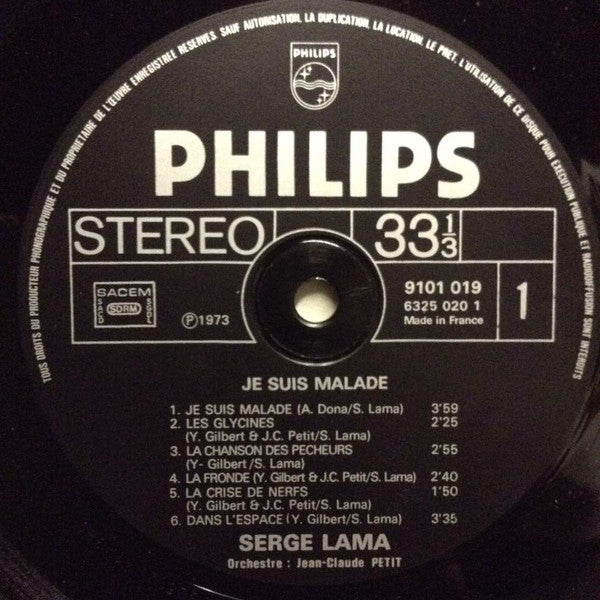 TOUS DROITS DU PRODUCTEUR PHONOGRAPHIQUE ET DU PROPRIETAIRE DE L'ŒUVRE ENREGISTREE RESERVES. SAUF AUTORISATION, LA DUPLICATION, LA LOCATION, LE PRET, L'UTILISATION DE CE DISQUE POUR EXECUTION PUBLIQUE ET RADIODIFFUSION SONT INTERDITS
PHILIPS
PHILIPS
STEREO 33 1/3
SACEM
SACD SDRM SGDL
Ⓟ1973
9101 019
6325 020 1
Made in France
1
JE SUIS MALADE
1. JE SUIS MALADE (A. Dona/S. Lama) 3'59
2. LES GLYCINES 2'25
(Y. Gilbert & J.C. Petit/S. Lama)
3. LA CHANSON DES PECHEURS 2'55
(Y- Gilbert /S. Lama)
4. LA FRONDE (Y. Gilbert & J.C. Petit/S. Lama) 2'40
5. LA CRISE DE NERFS 1'50
(Y. Gilbert & J.C. Petit/S. Lama)
6. DANS L'ESPACE (Y. Gilbert/S. Lama) 3'35
SERGE LAMA
Orchestre : Jean-Claude PETIT